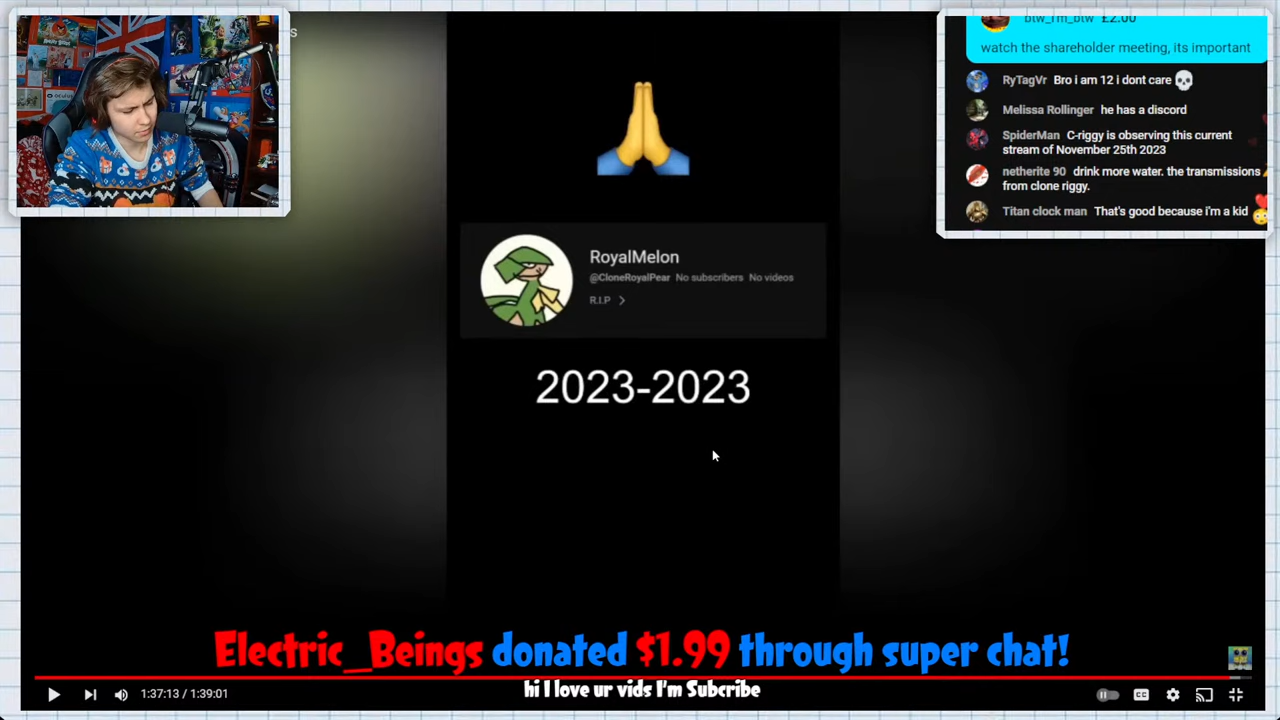 s
btw_i'm_btw £2.00
watch the shareholder meeting, its important
RyTagVr Bro i am 12 i dont care 💀
Melissa Rollinger he has a discord
SpiderMan C-riggy is observing this current
stream of November 25th 2023
netherite 90 drink more water. the transmissions
from clone riggy.
Titan clock man That's good because i'm a kid
RoyalMelon
@CloneRoyalPear No subscribers No videos
R.I.P >
2023-2023
Electric_Beings donated $1.99 through super chat!
hi I love ur vids I'm Subcribe
1:37:13 / 1:39:01
CC